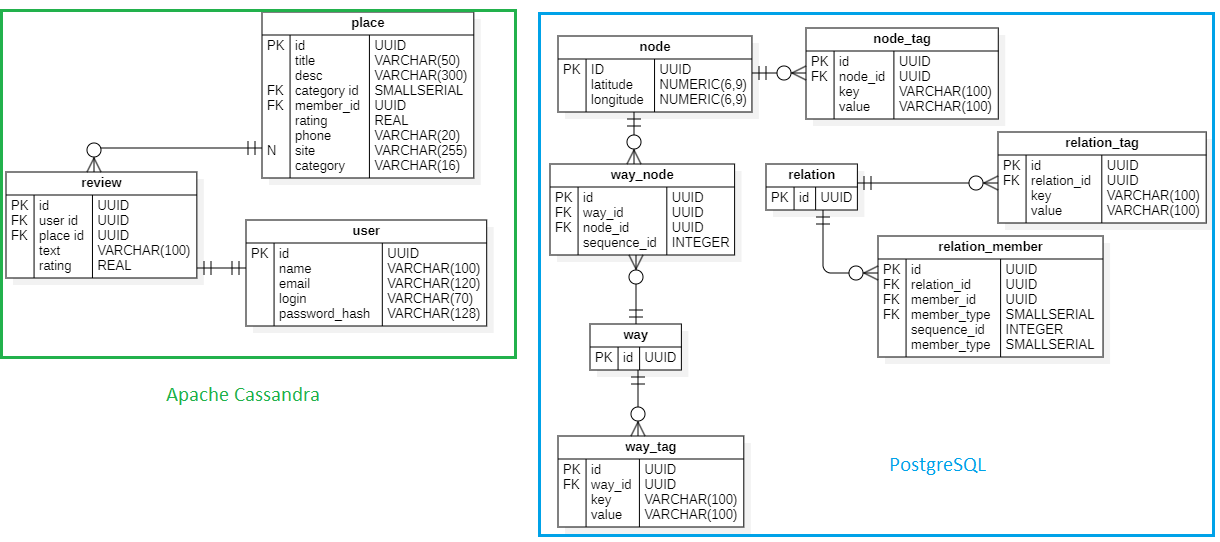 place
PK id UUID
title VARCHAR(50)
desc VARCHAR(300)
FK category id SMALLSERIAL
FK member_id UUID
rating REAL
phone VARCHAR(20)
N site VARCHAR(255)
category VARCHAR(16)
review
PK id UUID
FK user id UUID
FK place id UUID
text VARCHAR(100)
rating REAL
user
PK id UUID
name VARCHAR(100)
email VARCHAR(120)
login VARCHAR(70)
password_hash VARCHAR(128)
Apache Cassandra
node
PK ID UUID
latitude NUMERIC(6,9)
longitude NUMERIC(6,9)
node_tag
PK id UUID
FK node_id UUID
key VARCHAR(100)
value VARCHAR(100)
way_node
PK id UUID
FK way_id UUID
FK node_id UUID
sequence_id INTEGER
relation
PK id UUID
relation_tag
PK id UUID
FK relation_id UUID
key VARCHAR(100)
value VARCHAR(100)
relation_member
PK id UUID
FK relation_id UUID
FK member_id UUID
FK member_type SMALLSERIAL
sequence_id INTEGER
member_type SMALLSERIAL
way
PK id UUID
way_tag
PK id UUID
FK way_id UUID
key VARCHAR(100)
value VARCHAR(100)
PostgreSQL